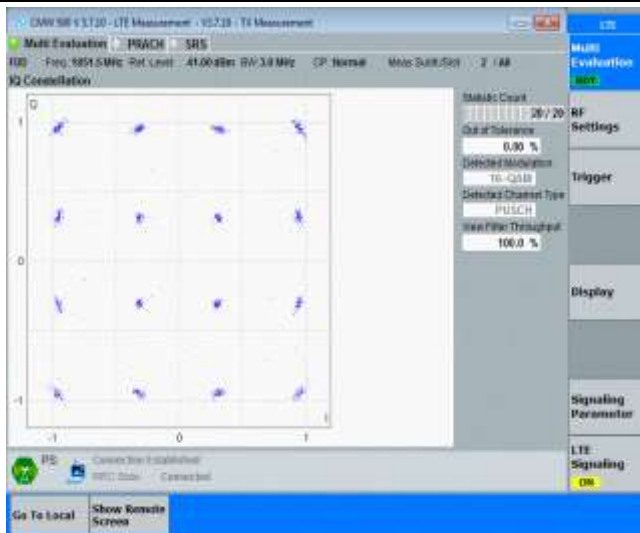 CMW 500 V 3.7.20 - LTE Measurement - V3.7.20 - TX Measurement
LTE
Multi Evaluation PRACH SRS
Multi
Evaluation
RDY
FDD Freq: 1851.5 MHz Ref. Level: 41.00 dBm BW: 3.0 MHz CP: Normal Meas Subfr./Slot: 2 / All
IQ Constellation
Q
I
1
0
-1
-1
0
1
Statistic Count
20 / 20
Out of Tolerance
0.00 %
Detected Modulation
16-QAM
Detected Channel Type
PUSCH
View Filter Throughput
100.0 %
RF
Settings
Trigger
Display
Signaling
Parameter
LTE
Signaling
ON
PS:
Connection Established
RRC State: Connected
Go To Local
Show Remote
Screen